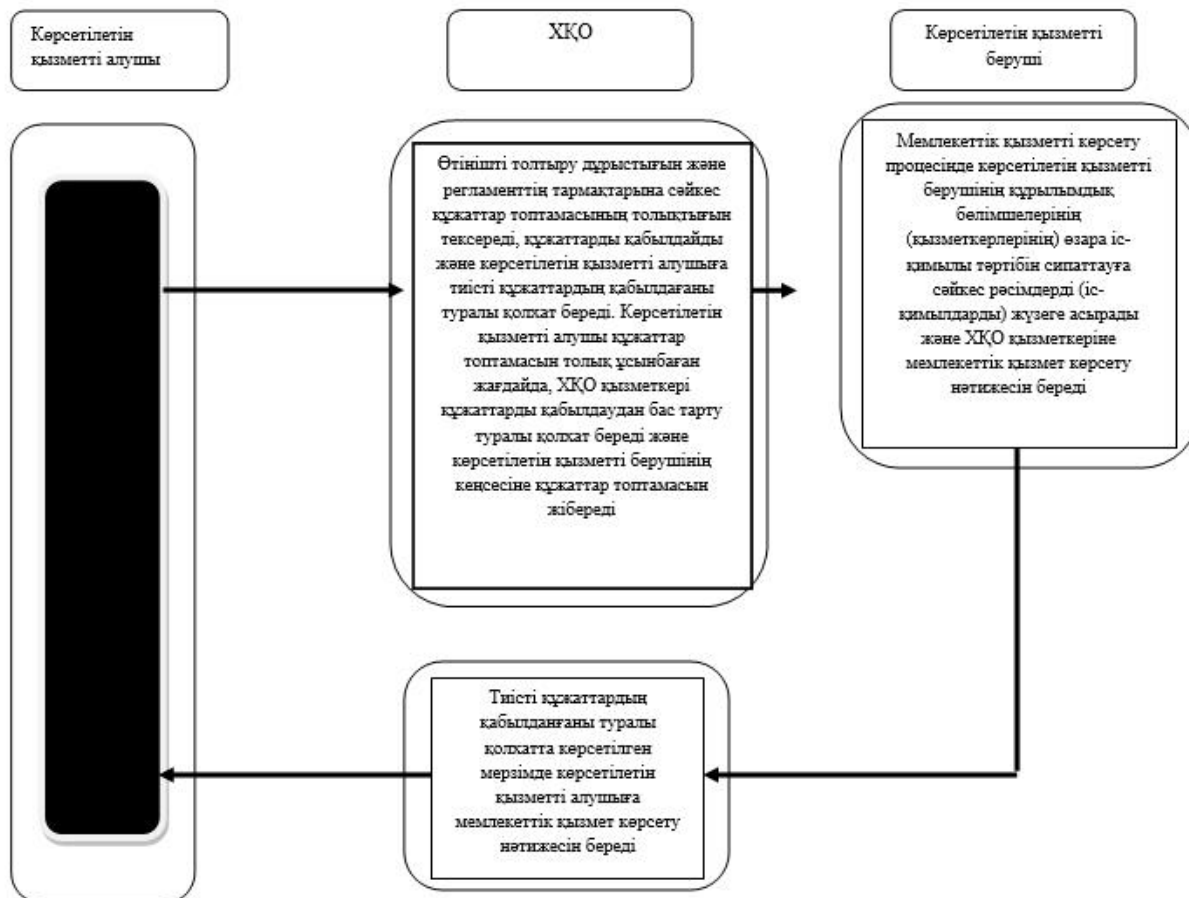 Көрсетілетін
қызметті алушы
ХҚО
Көрсетілетін қызметті
беруші
Өтінішті толтыру дұрыстығын және
регламенттің тармақтарына сәйкес
құжаттар топтамасының толықтығын
тексереді, құжаттарды қабылдайды
және көрсетілетін қызметті алушыға
тиісті құжаттардың қабылдағаны
туралы қолхат береді. Көрсетілетін
қызметті алушы құжаттар
топтамасын толық ұсынбаған
жағдайда, ХҚО қызметкері
құжаттарды қабылдаудан бас тарту
туралы қолхат береді және
көрсетілетін қызметті берушінің
кеңсесіне құжаттар топтамасын
жібереді
Мемлекеттік қызметті көрсету
процесінде көрсетілетін қызметті
берушінің құрылымдық
бөлімшелерінің
(қызметкерлерінің) өзара іс-
қимылы тәртібін сипаттауға
сәйкес рәсімдерді (іс-
қимылдарды) жүзеге асырады
және ХҚО қызметкеріне
мемлекеттік қызмет көрсету
нәтижесін береді
Тиісті құжаттардың
қабылданғаны туралы
қолхатта көрсетілген
мерзімде көрсетілетін
қызметті алушыға
мемлекеттік қызмет көрсету
нәтижесін береді